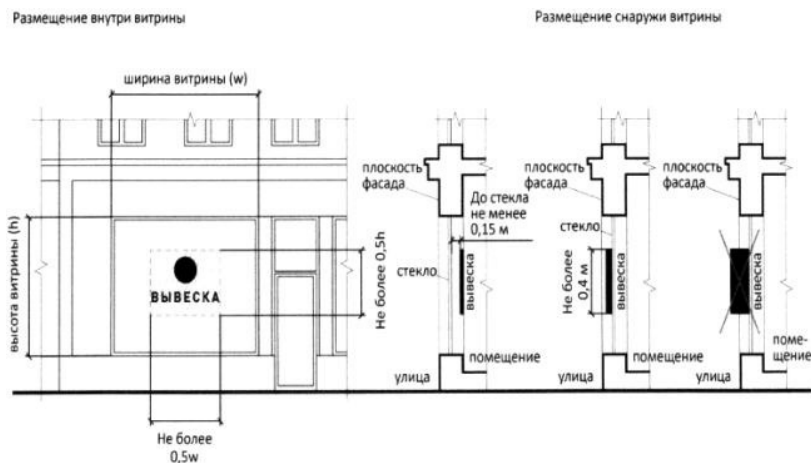 Размещение внутри витрины
Размещение снаружи витрины
ширина витрины (w)
высота витрины (h)
ВЫВЕСКА
Не более 0,5h
Не более
0,5w
плоскость
фасада
До стекла
не менее
0,15 м
стекло
вывеска
помещение
улица
плоскость
фасада
стекло
Не более
0,4 м
вывеска
помещение
улица
плоскость
фасада
вывеска
поме-
щение
улица